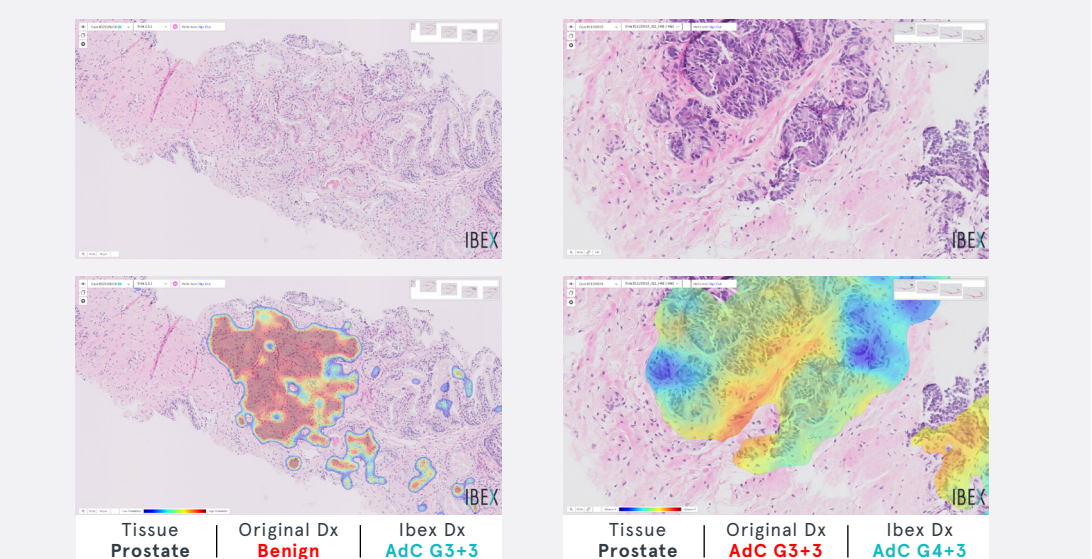 IBEX
IBEX
IBEX
IBEX
Tissue
Prostate
Original Dx
Benign
Ibex Dx
AdC G3+3
Tissue
Prostate
Original Dx
AdC G3+3
Ibex Dx
AdC G4+3